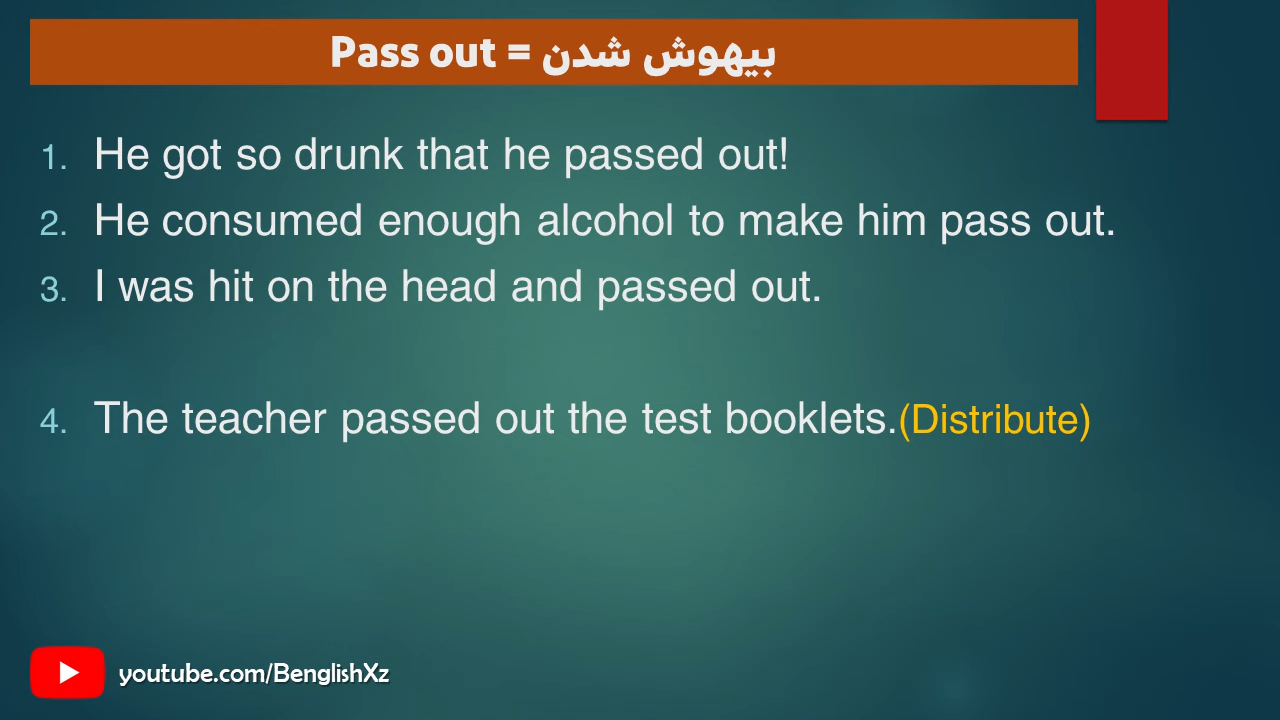 Pass out = بیهوش شدن
1. He got so drunk that he passed out!
2. He consumed enough alcohol to make him pass out.
3. I was hit on the head and passed out.
4. The teacher passed out the test booklets.(Distribute)
youtube.com/BenglishXz